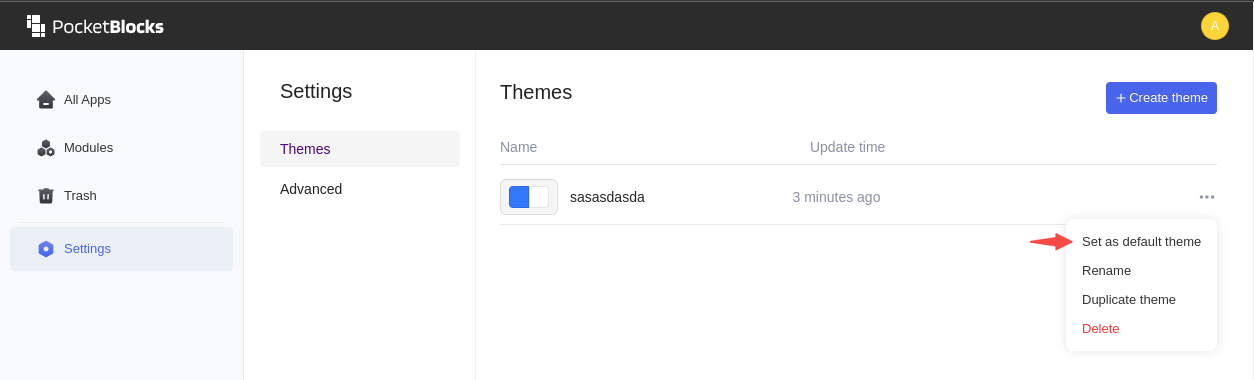 PocketBlocks
A
All Apps
Modules
Trash
Settings
Settings
Themes
Advanced
Themes
+ Create theme
Name Update time
sasasdasda 3 minutes ago
Set as default theme
Rename
Duplicate theme
Delete